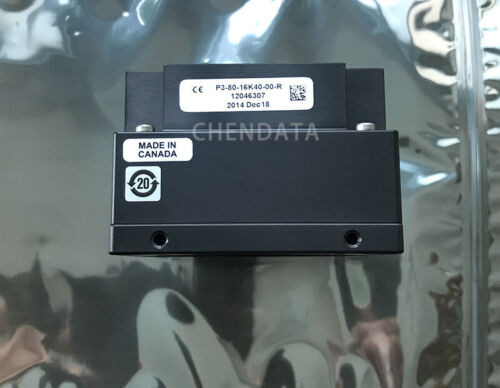 CE P3-80-16K40-00-R
12046307
2014 Dec18
CHENDATA
MADE IN
CANADA
20